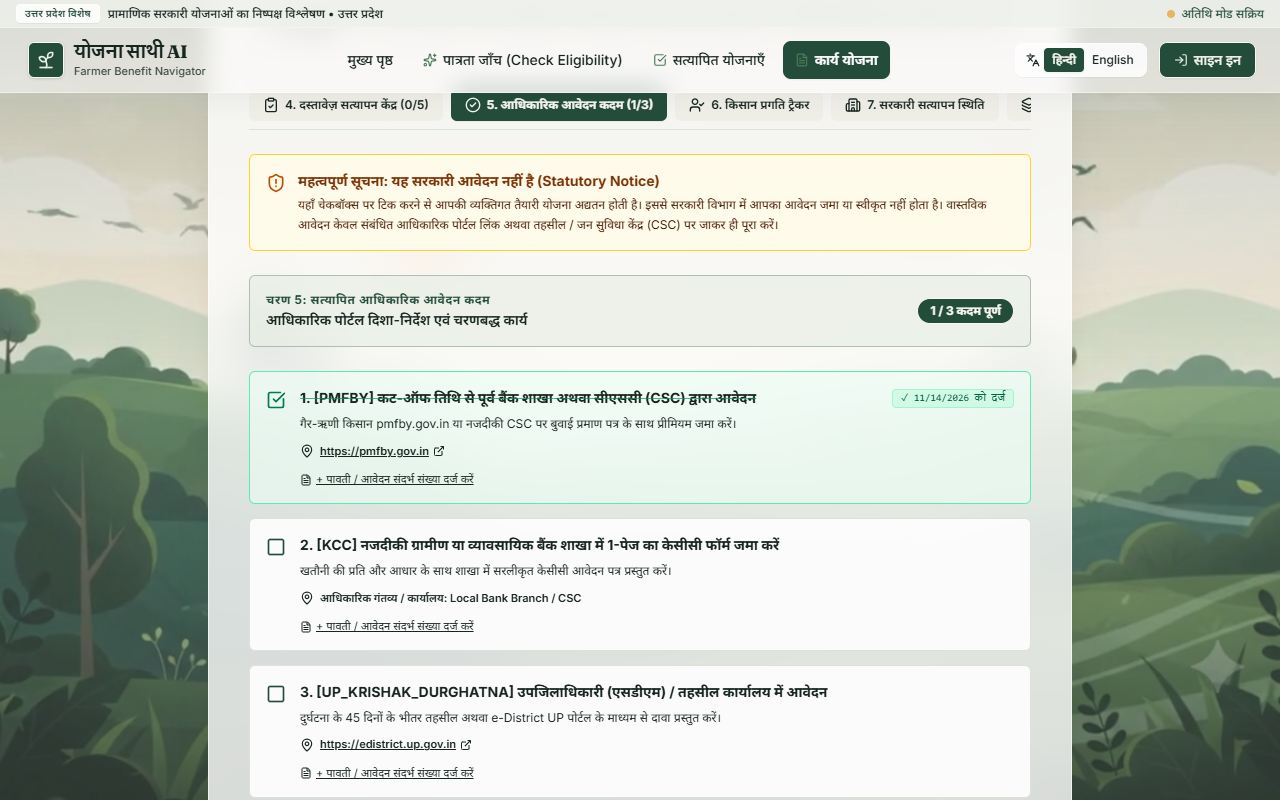 उत्तर प्रदेश विशेष
प्रामाणिक सरकारी योजनाओं का निष्पक्ष विश्लेषण • उत्तर प्रदेश
अतिथि मोड सक्रिय
योजना साथी AI
Farmer Benefit Navigator
मुख्य पृष्ठ
पात्रता जाँच (Check Eligibility)
सत्यापित योजनाएँ
कार्य योजना
हिन्दी
English
साइन इन
4. दस्तावेज़ सत्यापन केंद्र (0/5)
5. आधिकारिक आवेदन कदम (1/3)
6. किसान प्रगति ट्रैकर
7. सरकारी सत्यापन स्थिति
महत्वपूर्ण सूचना: यह सरकारी आवेदन नहीं है (Statutory Notice)
यहाँ चेकबॉक्स पर टिक करने से आपकी व्यक्तिगत तैयारी योजना अद्यतन होती है। इससे सरकारी विभाग में आपका आवेदन जमा या स्वीकृत नहीं होता है। वास्तविक
आवेदन केवल संबंधित आधिकारिक पोर्टल लिंक अथवा तहसील / जन सुविधा केंद्र (CSC) पर जाकर ही पूरा करें।
चरण 5: सत्यापित आधिकारिक आवेदन कदम
आधिकारिक पोर्टल दिशा-निर्देश एवं चरणबद्ध कार्य
1 / 3 कदम पूर्ण
1. [PMFBY] कट-ऑफ तिथि से पूर्व बैंक शाखा अथवा सीएससी (CSC) द्वारा आवेदन
✓ 11/14/2026 को दर्ज
गैर-ऋणी किसान pmfby.gov.in या नजदीकी CSC पर बुवाई प्रमाण पत्र के साथ प्रीमियम जमा करें।
https://pmfby.gov.in
+ पावती / आवेदन संदर्भ संख्या दर्ज करें
2. [KCC] नजदीकी ग्रामीण या व्यावसायिक बैंक शाखा में 1-पेज का केसीसी फॉर्म जमा करें
खतौनी की प्रति और आधार के साथ शाखा में सरलीकृत केसीसी आवेदन पत्र प्रस्तुत करें।
आधिकारिक गंतव्य / कार्यालय: Local Bank Branch / CSC
+ पावती / आवेदन संदर्भ संख्या दर्ज करें
3. [UP_KRISHAK_DURGHATNA] उपजिलाधिकारी (एसडीएम) / तहसील कार्यालय में आवेदन
दुर्घटना के 45 दिनों के भीतर तहसील अथवा e-District UP पोर्टल के माध्यम से दावा प्रस्तुत करें।
https://edistrict.up.gov.in
+ पावती / आवेदन संदर्भ संख्या दर्ज करें